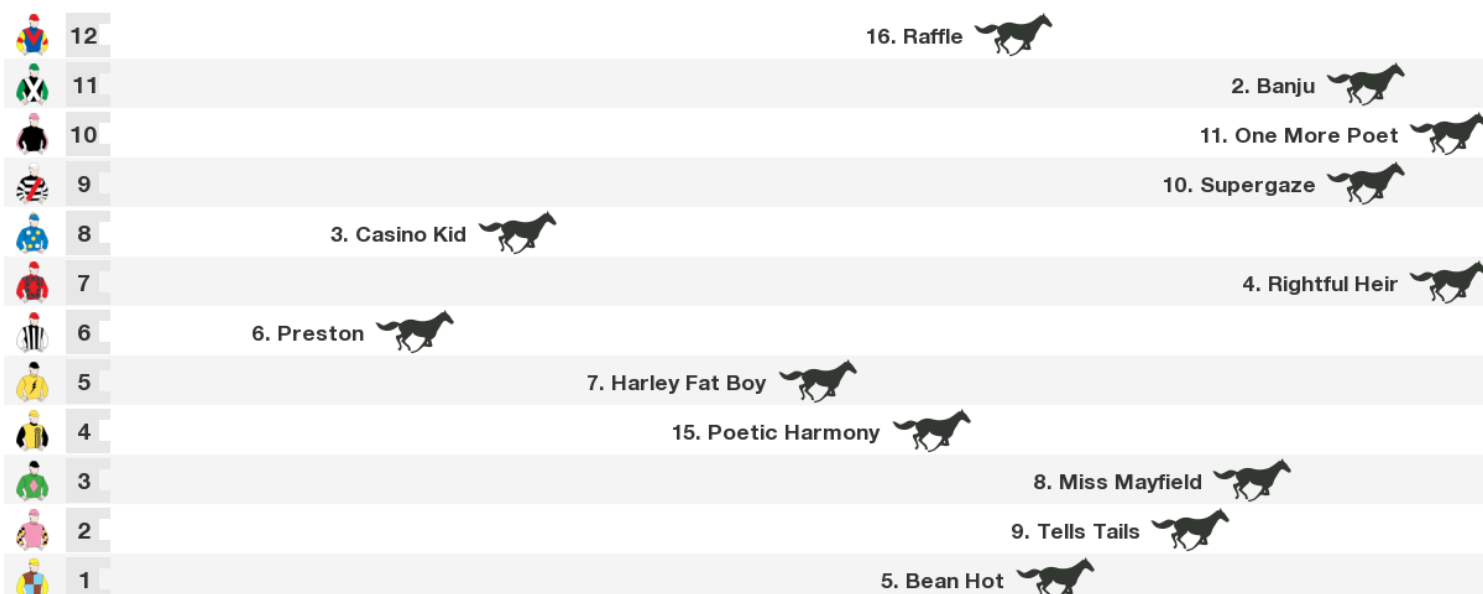 12 16. Raffle
11 2. Banju
10 11. One More Poet
9 10. Supergaze
8 3. Casino Kid
7 4. Rightful Heir
6 6. Preston
5 7. Harley Fat Boy
4 15. Poetic Harmony
3 8. Miss Mayfield
2 9. Tells Tails
1 5. Bean Hot